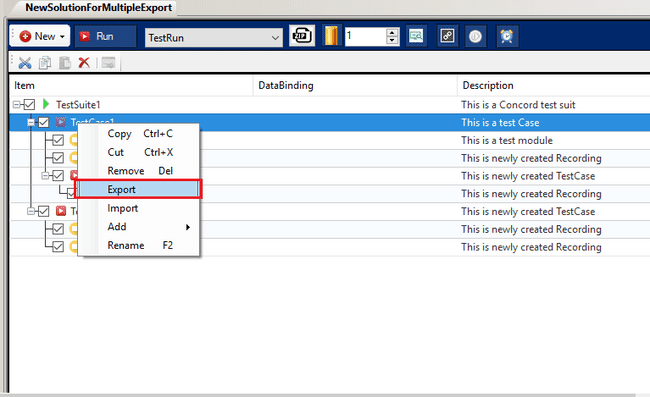 NewSolutionForMultipleExport
New Run TestRun ZIP 1
Item DataBinding Description
TestSuite1 This is a Concord test suit
TestCase1 This is a test Case
Copy Ctrl+C This is a test module
Cut Ctrl+X This is newly created Recording
Remove Del This is newly created TestCase
Export This is newly created Recording
Import This is newly created TestCase
Add This is newly created Recording
Rename F2 This is newly created Recording